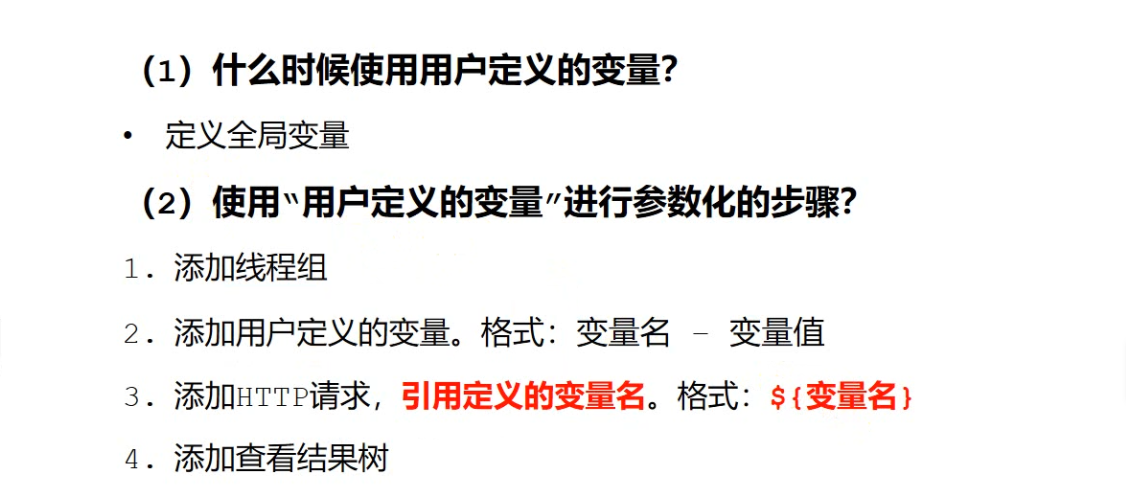 （1）什么时候使用用户定义的变量？
• 定义全局变量
（2）使用“用户定义的变量”进行参数化的步骤？
1. 添加线程组
2. 添加用户定义的变量。格式：变量名 – 变量值
3. 添加HTTP请求，引用定义的变量名。格式：${变量名}
4. 添加查看结果树